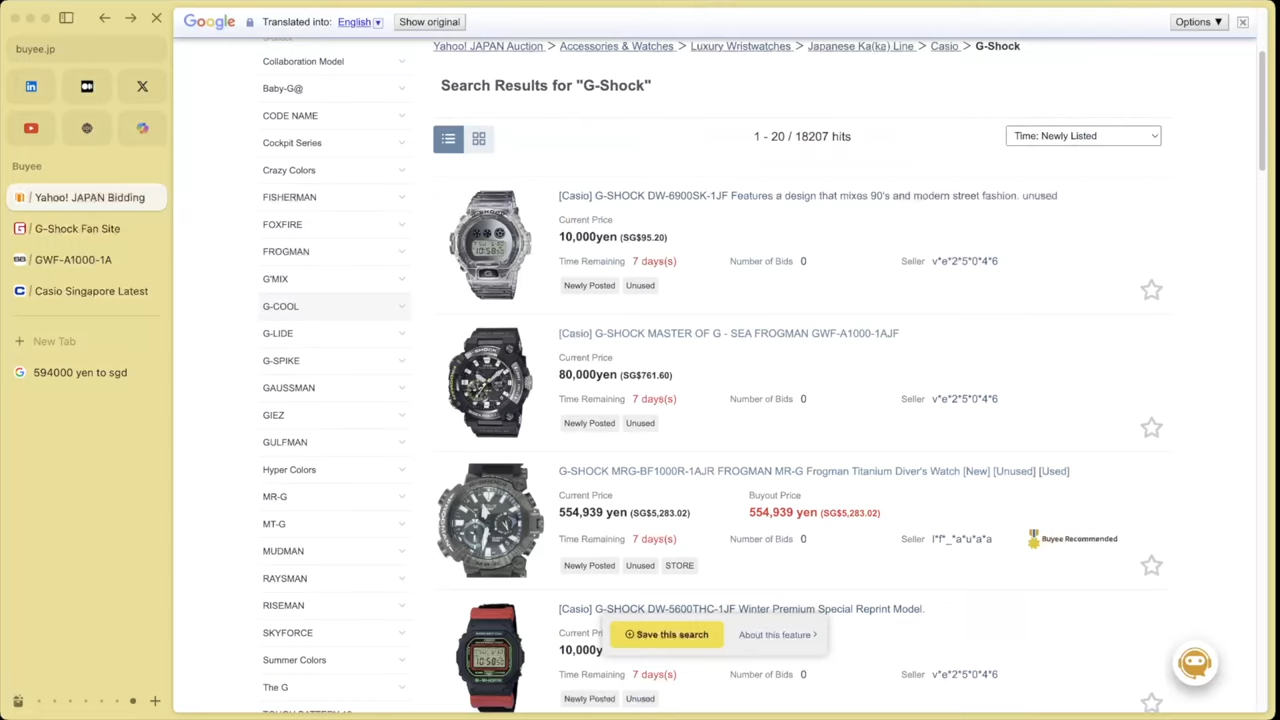 Google Translated into: English ▼ Show original Options ▼
buyee.jp
Buyee
/ Yahoo! JAPAN Bidding
/ G-Shock Fan Site
/ GWF-A1000-1A
/ Casio Singapore Latest
New Tab
594000 yen to sgd
Collaboration Model
Baby-G@
CODE NAME
Cockpit Series
Crazy Colors
FISHERMAN
FOXFIRE
FROGMAN
G'MIX
G-COOL
G-LIDE
G-SPIKE
GAUSSMAN
GIEZ
GULFMAN
Hyper Colors
MR-G
MT-G
MUDMAN
RAYSMAN
RISEMAN
SKYFORCE
Summer Colors
The G
Yahoo! JAPAN Auction > Accessories & Watches > Luxury Wristwatches > Japanese Ka(ka) Line > Casio > G-Shock
Search Results for "G-Shock"
1 - 20 / 18207 hits
Time: Newly Listed
[Casio] G-SHOCK DW-6900SK-1JF Features a design that mixes 90's and modern street fashion. unused
Current Price
10,000yen (SG$95.20)
Time Remaining 7 days(s) Number of Bids 0 Seller v*e*2*5*0*4*6
Newly Posted Unused
[Casio] G-SHOCK MASTER OF G - SEA FROGMAN GWF-A1000-1AJF
Current Price
80,000yen (SG$761.60)
Time Remaining 7 days(s) Number of Bids 0 Seller v*e*2*5*0*4*6
Newly Posted Unused
G-SHOCK MRG-BF1000R-1AJR FROGMAN MR-G Frogman Titanium Diver's Watch [New] [Unused] [Used]
Current Price Buyout Price
554,939 yen (SG$5,283.02) 554,939 yen (SG$5,283.02)
Time Remaining 7 days(s) Number of Bids 0 Seller l*f*_*a*u*a*a Buyee Recommended
Newly Posted Unused STORE
[Casio] G-SHOCK DW-5600THC-1JF Winter Premium Special Reprint Model.
Current Pr
10,000y
Save this search About this feature >
Time Remaining 7 days(s) Number of Bids 0 Seller v*e*2*5*0*4*6
Newly Posted Unused